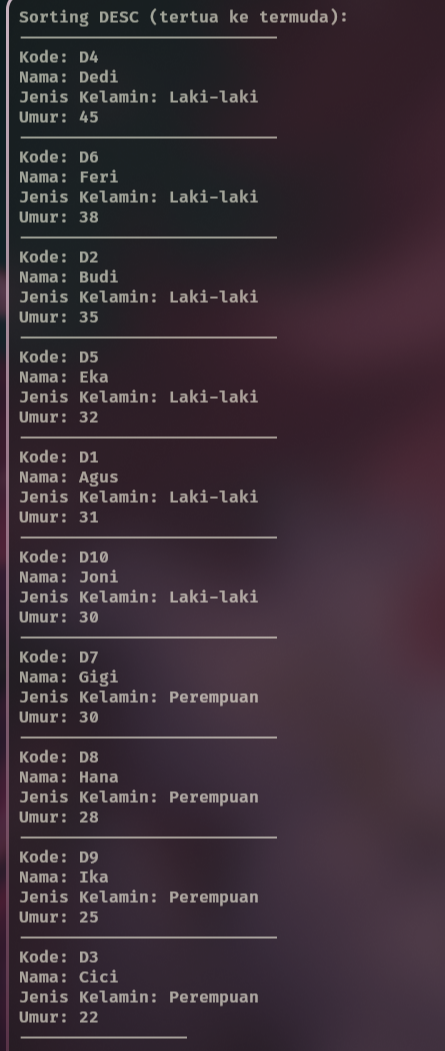 Sorting DESC (tertua ke termuda):
Kode: D4
Nama: Dedi
Jenis Kelamin: Laki-laki
Umur: 45
Kode: D6
Nama: Feri
Jenis Kelamin: Laki-laki
Umur: 38
Kode: D2
Nama: Budi
Jenis Kelamin: Laki-laki
Umur: 35
Kode: D5
Nama: Eka
Jenis Kelamin: Laki-laki
Umur: 32
Kode: D1
Nama: Agus
Jenis Kelamin: Laki-laki
Umur: 31
Kode: D10
Nama: Joni
Jenis Kelamin: Laki-laki
Umur: 30
Kode: D7
Nama: Gigi
Jenis Kelamin: Perempuan
Umur: 30
Kode: D8
Nama: Hana
Jenis Kelamin: Perempuan
Umur: 28
Kode: D9
Nama: Ika
Jenis Kelamin: Perempuan
Umur: 25
Kode: D3
Nama: Cici
Jenis Kelamin: Perempuan
Umur: 22